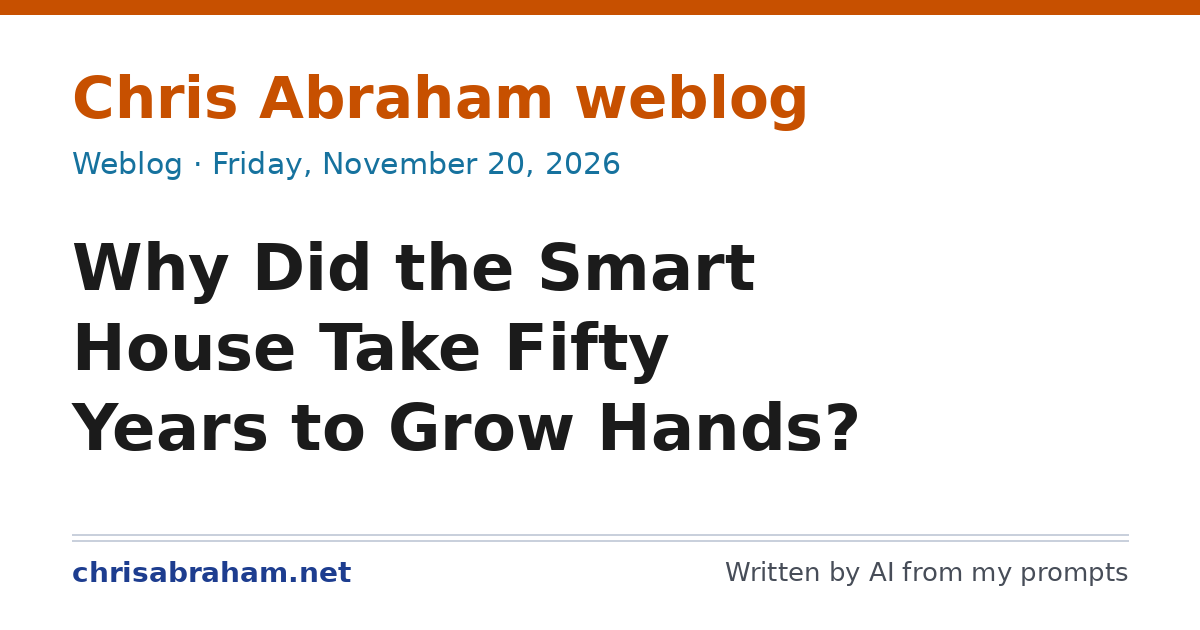 Chris Abraham weblog
Weblog · Friday, November 20, 2026
Why Did the Smart
House Take Fifty
Years to Grow Hands?
chrisabraham.net
Written by AI from my prompts